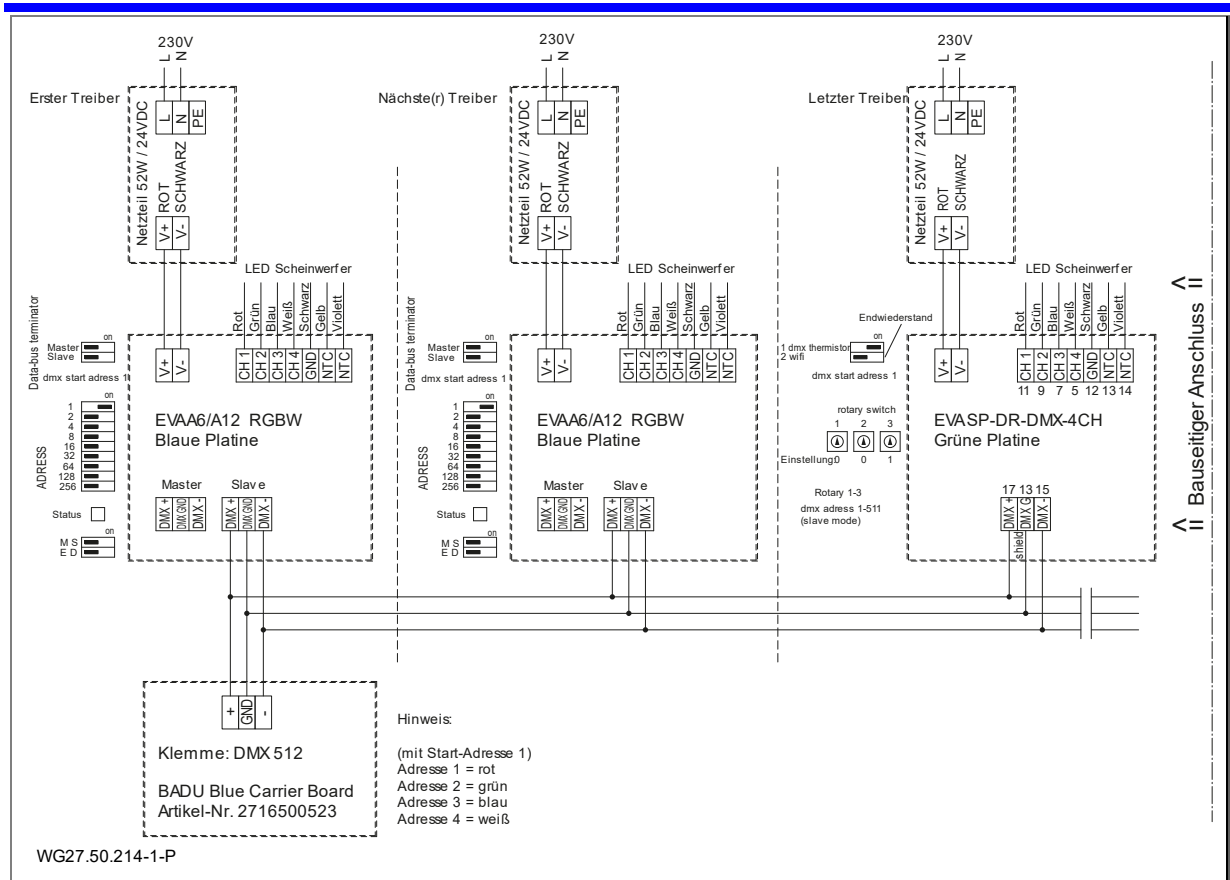 230V
L
N
Erster Treiber
L
N
PE
Netzteil 52W / 24VDC
ROT
SCHWARZ
V+
V-
LED Scheinwerfer
Rot
Grün
Blau
Weiß
Schwarz
Gelb
Violett
Data-bus terminator
on
Master
Slave
dmx start adress 1
V+
V-
CH 1
CH 2
CH 3
CH 4
GND
NTC
NTC
on
1
2
4
8
16
32
64
128
256
ADRESS
EVAA6/A12 RGBW
Blaue Platine
Master
Slave
DMX +
DMX GND
DMX -
DMX +
DMX GND
DMX -
Status
on
M S
E D
230V
L
N
Nächste(r) Treiber
L
N
PE
Netzteil 52W / 24VDC
ROT
SCHWARZ
V+
V-
LED Scheinwerfer
Rot
Grün
Blau
Weiß
Schwarz
Gelb
Violett
Data-bus terminator
on
Master
Slave
dmx start adress 1
V+
V-
CH 1
CH 2
CH 3
CH 4
GND
NTC
NTC
on
1
2
4
8
16
32
64
128
256
ADRESS
EVAA6/A12 RGBW
Blaue Platine
Master
Slave
DMX +
DMX GND
DMX -
DMX +
DMX GND
DMX -
Status
on
M S
E D
230V
L
N
Letzter Treiber
L
N
PE
Netzteil 52W / 24VDC
ROT
SCHWARZ
V+
V-
LED Scheinwerfer
Rot
Grün
Blau
Weiß
Schwarz
Gelb
Violett
Endwiederstand
on
1 dmx thermistor
2 wifi
dmx start adress 1
V+
V-
CH 1
CH 2
CH 3
CH 4
GND
NTC
NTC
11 9 7 5 12 13 14
rotary switch
1 2 3
Einstellung:0 0 1
EVASP-DR-DMX-4CH
Grüne Platine
Rotary 1-3
dmx adress 1-511
(slave mode)
17 13 15
DMX +
DMX G
DMX -
shield
<= Bauseitiger Anschluss =>
+
GND
-
Klemme: DMX 512
BADU Blue Carrier Board
Artikel-Nr. 2716500523
Hinweis:
(mit Start-Adresse 1)
Adresse 1 = rot
Adresse 2 = grün
Adresse 3 = blau
Adresse 4 = weiß
WG27.50.214-1-P